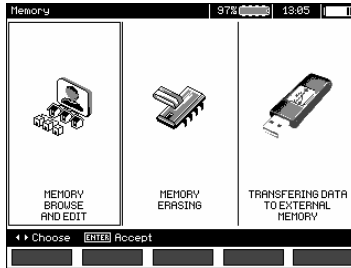 Memory 97% 13:05
MEMORY
BROWSE
AND EDIT
MEMORY
ERASING
TRANSFERING DATA
TO EXTERNAL
MEMORY
Choose ENTER Accept